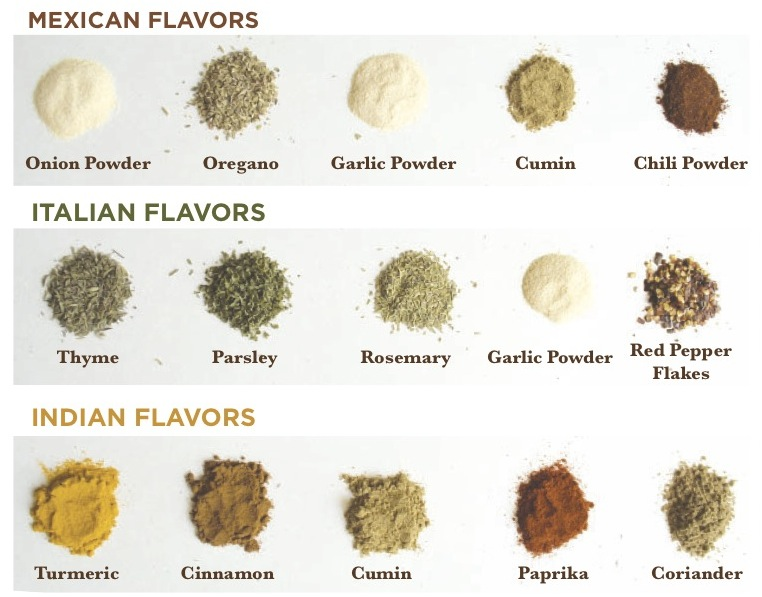 MEXICAN FLAVORS
Onion Powder
Oregano
Garlic Powder
Cumin
Chili Powder
ITALIAN FLAVORS
Thyme
Parsley
Rosemary
Garlic Powder
Red Pepper
Flakes
INDIAN FLAVORS
Turmeric
Cinnamon
Cumin
Paprika
Coriander